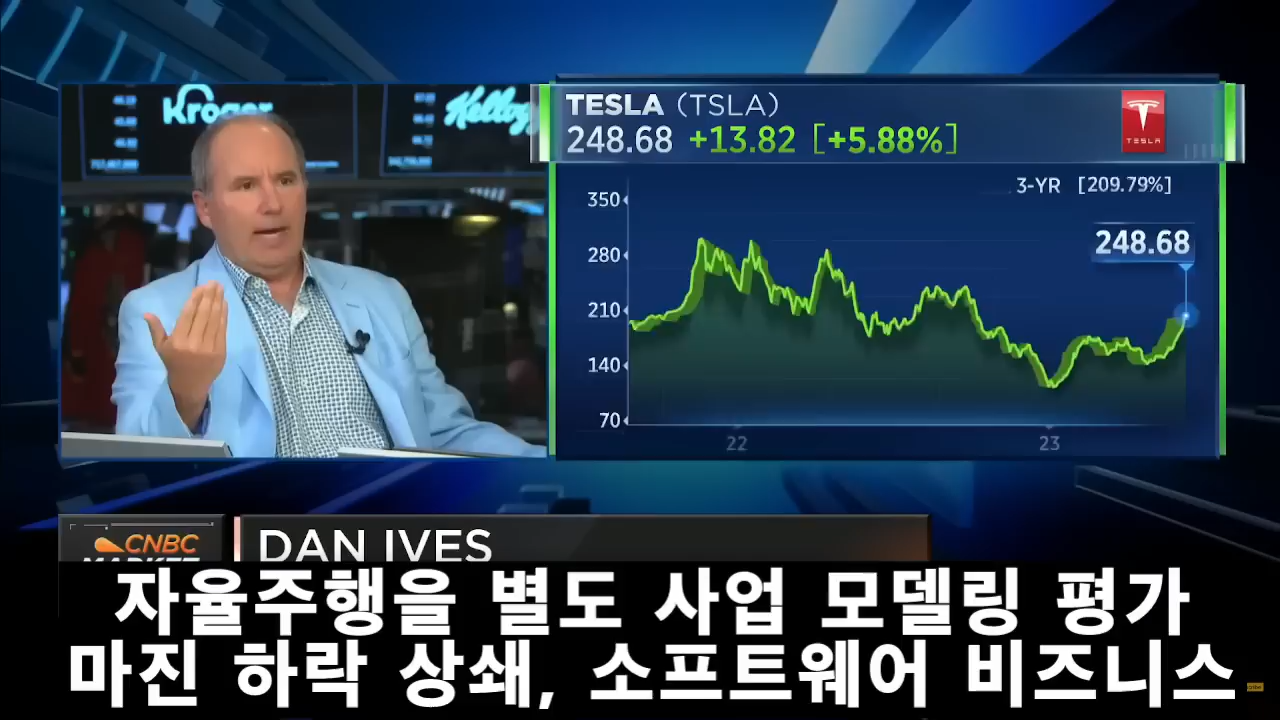 Kroger
TESLA (TSLA)
248.68 +13.82 [+5.88%]
TESLA
3-YR [209.79%]
350
280
210
140
70
248.68
22
23
CNBC
DAN IVES
자율주행을 별도 사업 모델링 평가
마진 하락 상쇄, 소프트웨어 비즈니스